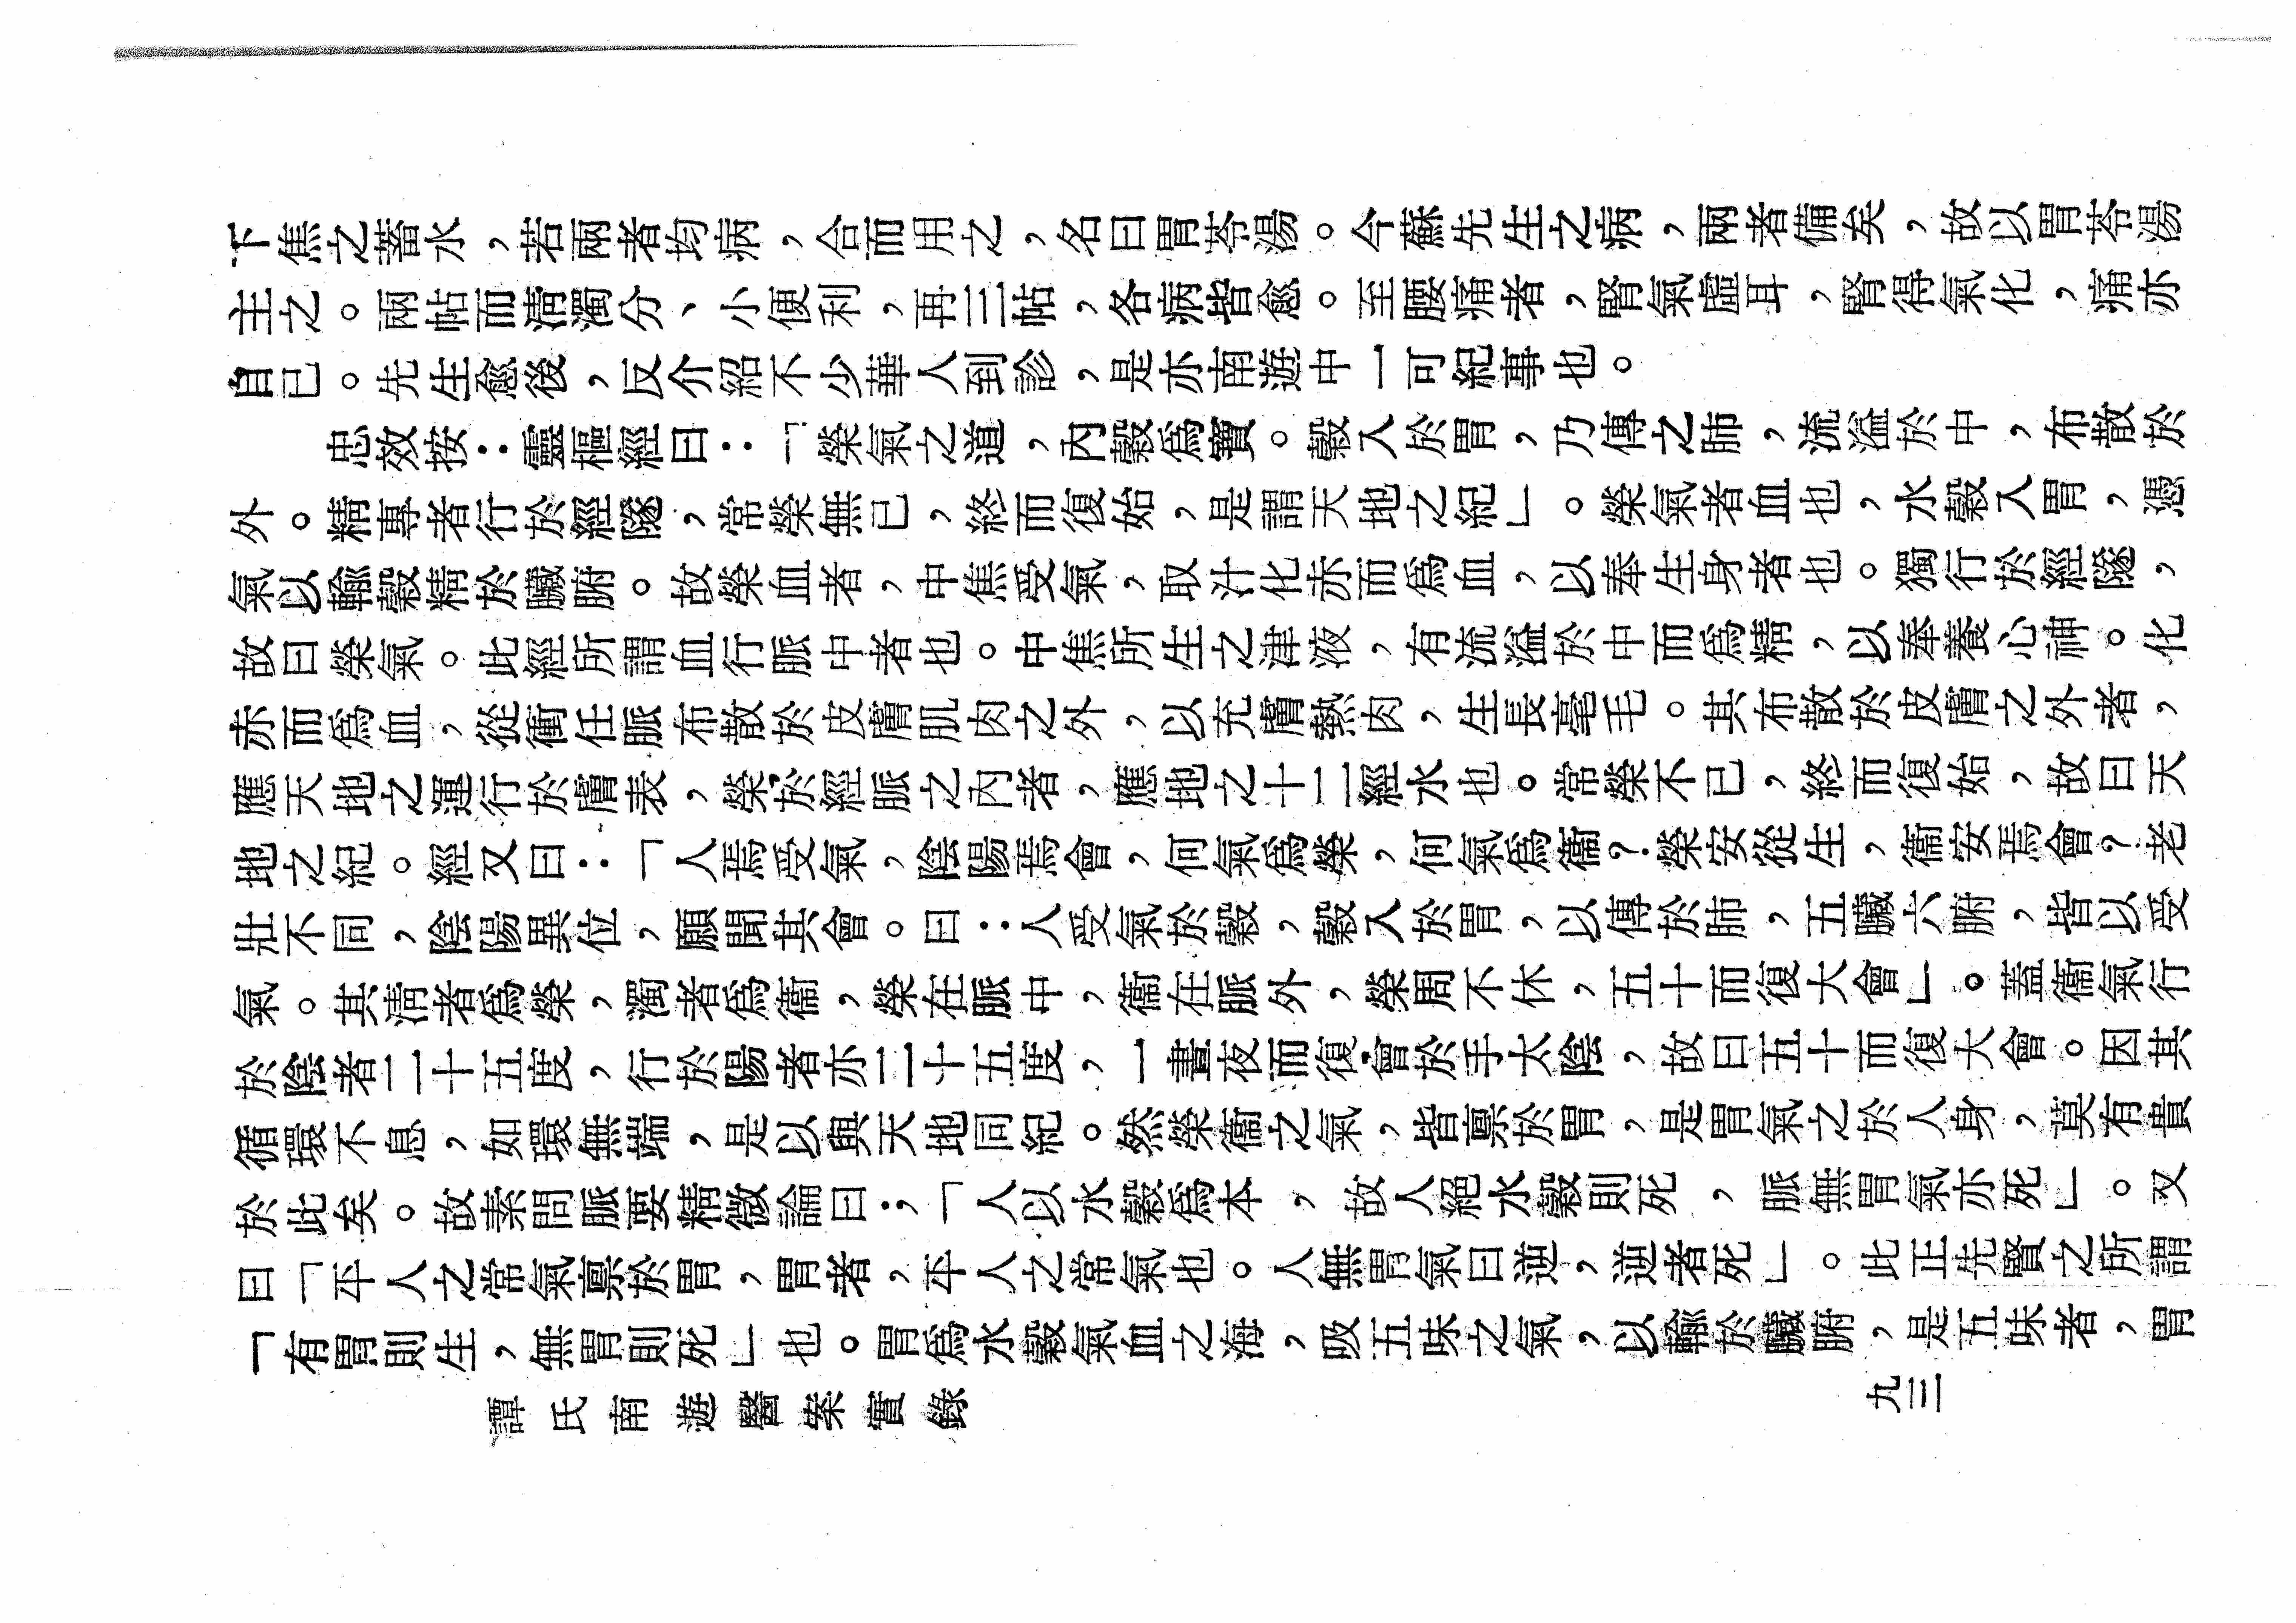 下焦之蓄水，若兩者均病，合而用之，名曰胃苓湯。今蘇先生之病，兩者備矣，故以胃苓湯
主之。兩帖而清濁分、小便利，再三帖，各病皆愈。至腰痛者，腎氣虛耳，腎得氣化，痛亦
自已。先生愈後，反介紹不少華人到診，是亦南遊中一可紀事也。
忠效按：靈樞經曰：「榮氣之道，內穀爲寶。穀入於胃，乃傳之肺，流溢於中，布散於
外。精專者行於經隧，常榮無已，終而復始，是謂天地之紀」。榮氣者血也，水穀入胃，憑
氣以輸穀精於臟腑。故榮血者，中焦受氣，取汁化赤而爲血，以奉生身者也。獨行於經隧，
故曰榮氣。此經所謂血行脈中者也。中焦所生之津液，有流溢於中而爲精，以奉養心神。化
赤而爲血，從衝任脈布散於皮膚肌肉之外，以充膚熱肉，生長毫毛。其布散於皮膚之外者，
應天地之運行於膚表，榮於經脈之內者，應地之十二經水也。常榮不已，終而復始，故曰天
地之紀。經又曰：「人焉受氣，陰陽焉會，何氣爲榮，何氣爲衞？榮安從生，衞安焉會？老
壯不同，陰陽異位，願聞其會。曰：人受氣於穀，穀入於胃，以傳於肺，五臟六腑，皆以受
氣。其清者爲榮，濁者爲衞，榮在脈中，衞在脈外，榮周不休，五十而復大會」。蓋衞氣行
於陰者二十五度，行於陽者亦二十五度，一晝夜而復會於手太陰，故曰五十而復大會。因其
循環不息，如環無端，是以與天地同紀。然榮衞之氣，皆禀於胃，是胃氣之於人身，莫有貴
於此矣。故素問脈要精微論曰；「人以水穀爲本，故人絕水穀則死，脈無胃氣亦死」。又
曰「平人之常氣禀於胃，胃者，平人之常氣也。人無胃氣曰逆，逆者死」。此正先賢之所謂
「有胃則生，無胃則死」也。胃爲水穀氣血之海，吸五味之氣，以輸於臟腑，是五味者，胃
譚氏南遊醫案實錄
九三